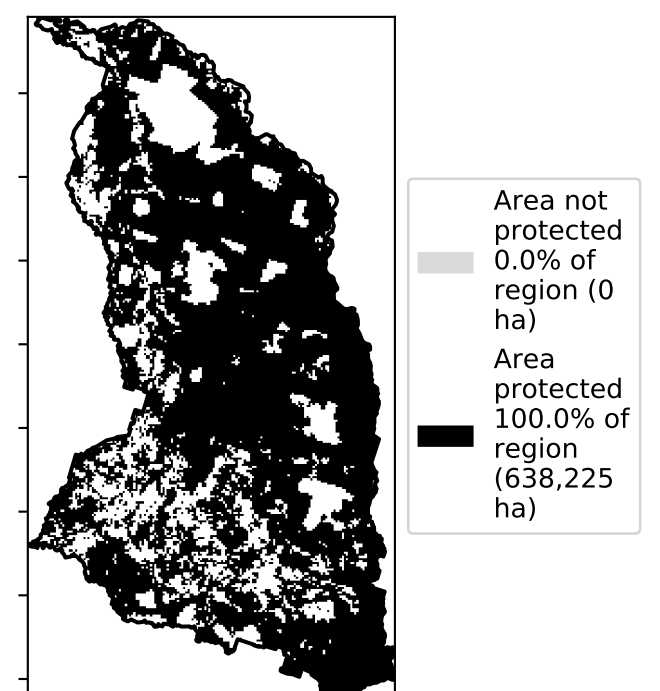 Area not
protected
0.0% of
region (0
ha)
Area
protected
100.0% of
region
(638,225
ha)